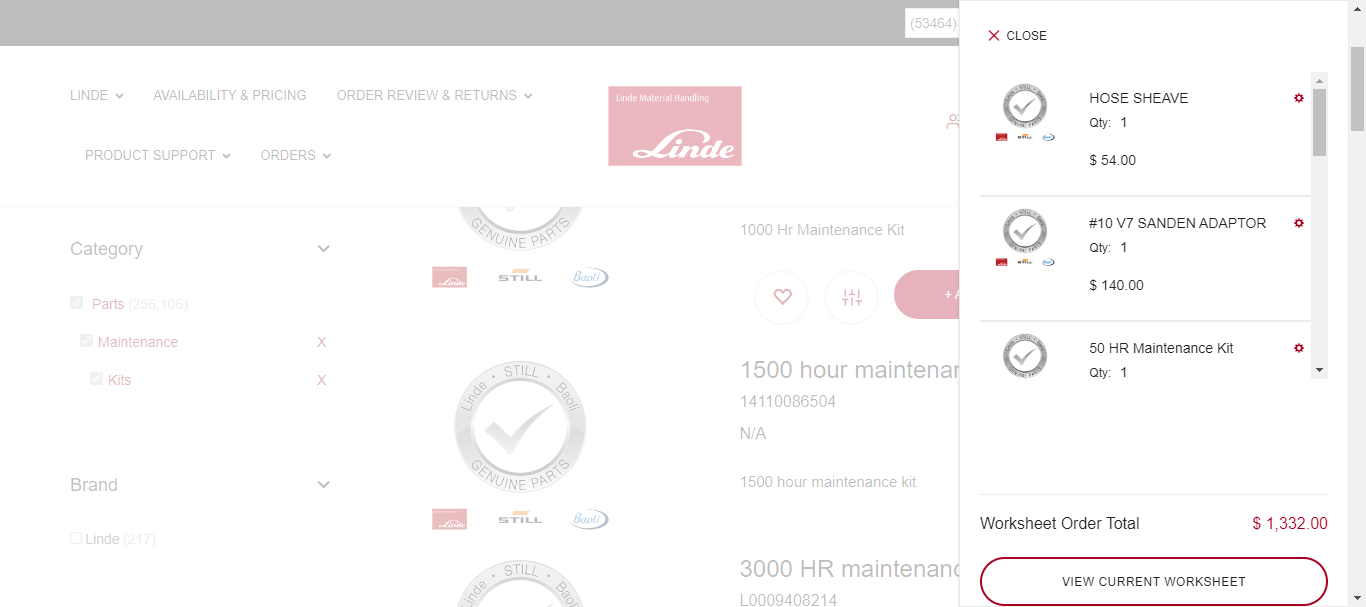 (53464)
CLOSE
LINDE
AVAILABILITY & PRICING
ORDER REVIEW & RETURNS
PRODUCT SUPPORT
ORDERS
Linde Material Handling
Linde
Category
Parts (256,106)
Maintenance X
Kits X
Brand
Linde (217)
GENUINE PARTS
Linde STILL Baoli
1000 Hr Maintenance Kit
+ A
Linde • STILL • Baoli
GENUINE PARTS
Linde STILL Baoli
1500 hour maintenan
14110086504
N/A
1500 hour maintenance kit
STILL
3000 HR maintenanc
L0009408214
HOSE SHEAVE
Qty: 1
$ 54.00
#10 V7 SANDEN ADAPTOR
Qty: 1
$ 140.00
50 HR Maintenance Kit
Qty: 1
Worksheet Order Total $ 1,332.00
VIEW CURRENT WORKSHEET